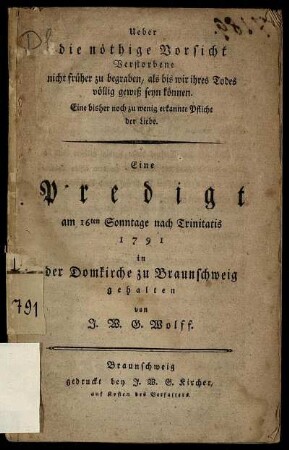 Ueber
die nöthige Vorsicht
Verstorbene
nicht früher zu begraben, als bis wir ihres Todes
völlig gewiß seyn können.
Eine bisher noch zu wenig erkannte Pflicht
der Liebe.
Eine
Predigt
am 16ten Sonntage nach Trinitatis
1791
in
der Domkirche zu Braunschweig
gehalten
von
J. W. G. Wolff.
791
Braunschweig
gedruckt bey J. W. G. Kircher,
auf Kosten des Verfassers.